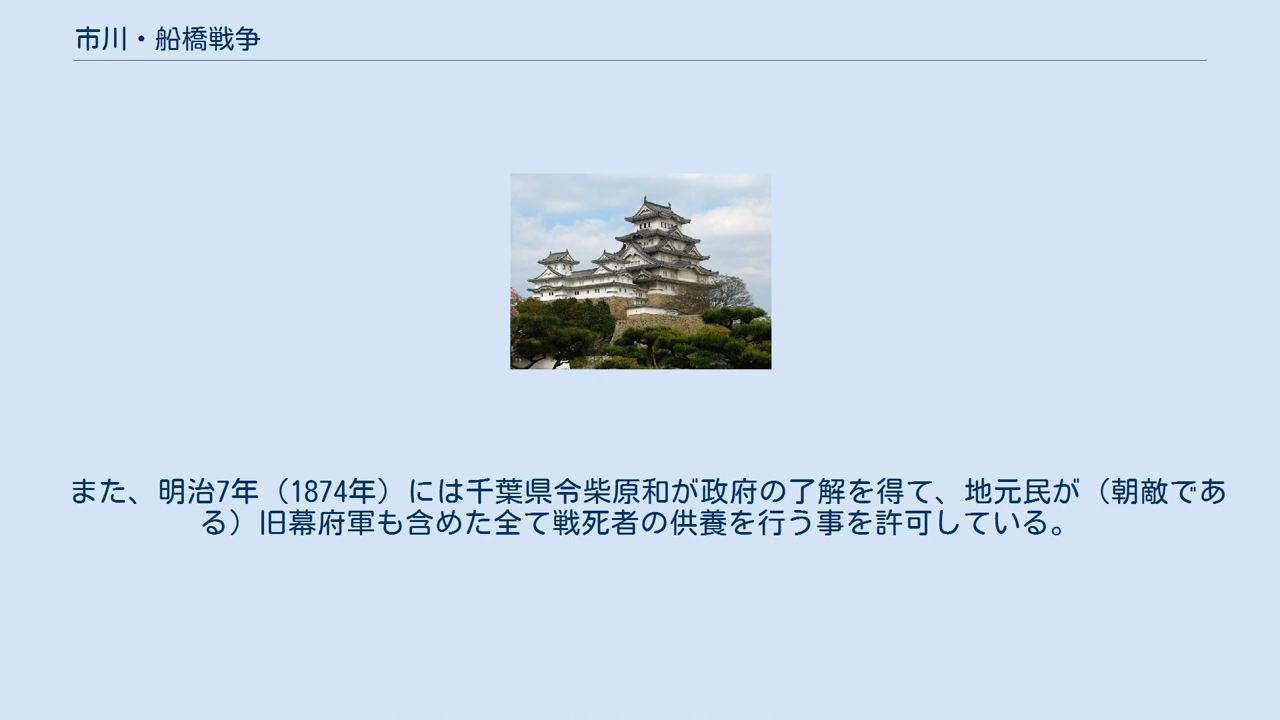 市川・船橋戦争
また、明治7年（1874年）には千葉県令柴原和が政府の了解を得て、地元民が（朝敵であ
る）旧幕府軍も含めた全て戦死者の供養を行う事を許可している。